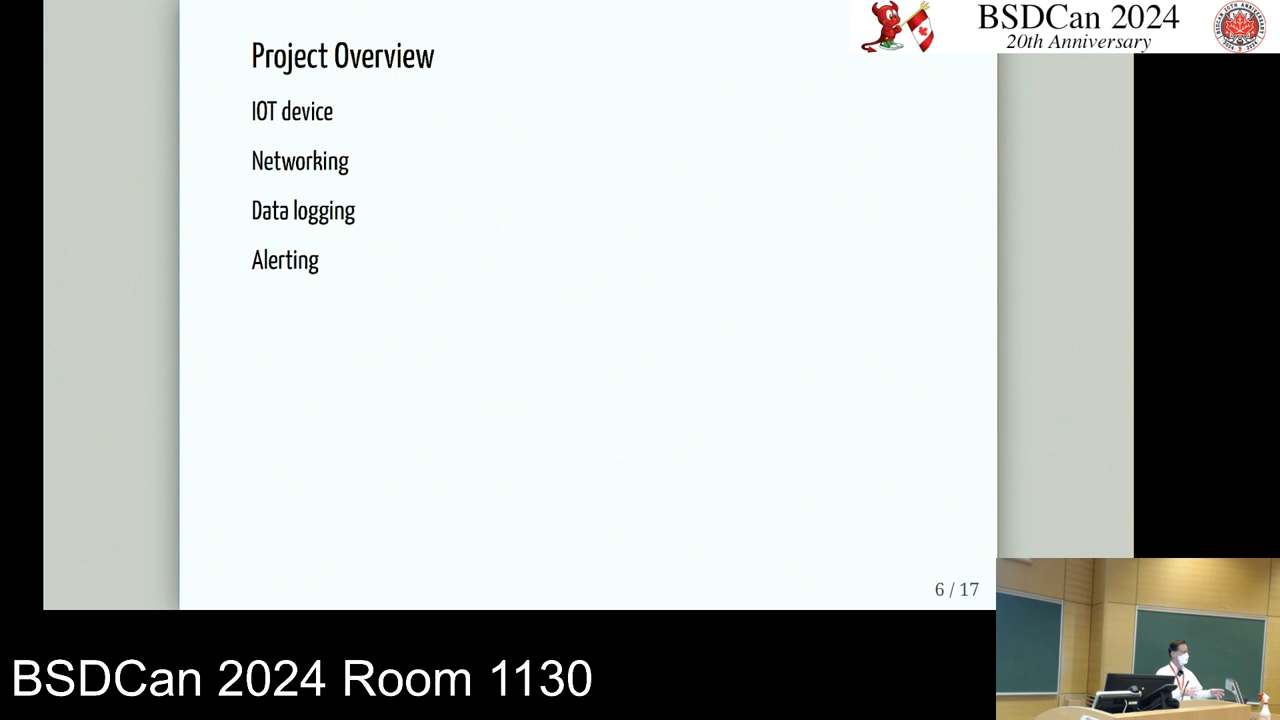 BSDCan 2024
20th Anniversary
Project Overview
IOT device
Networking
Data logging
Alerting
6 / 17
BSDCan 2024 Room 1130